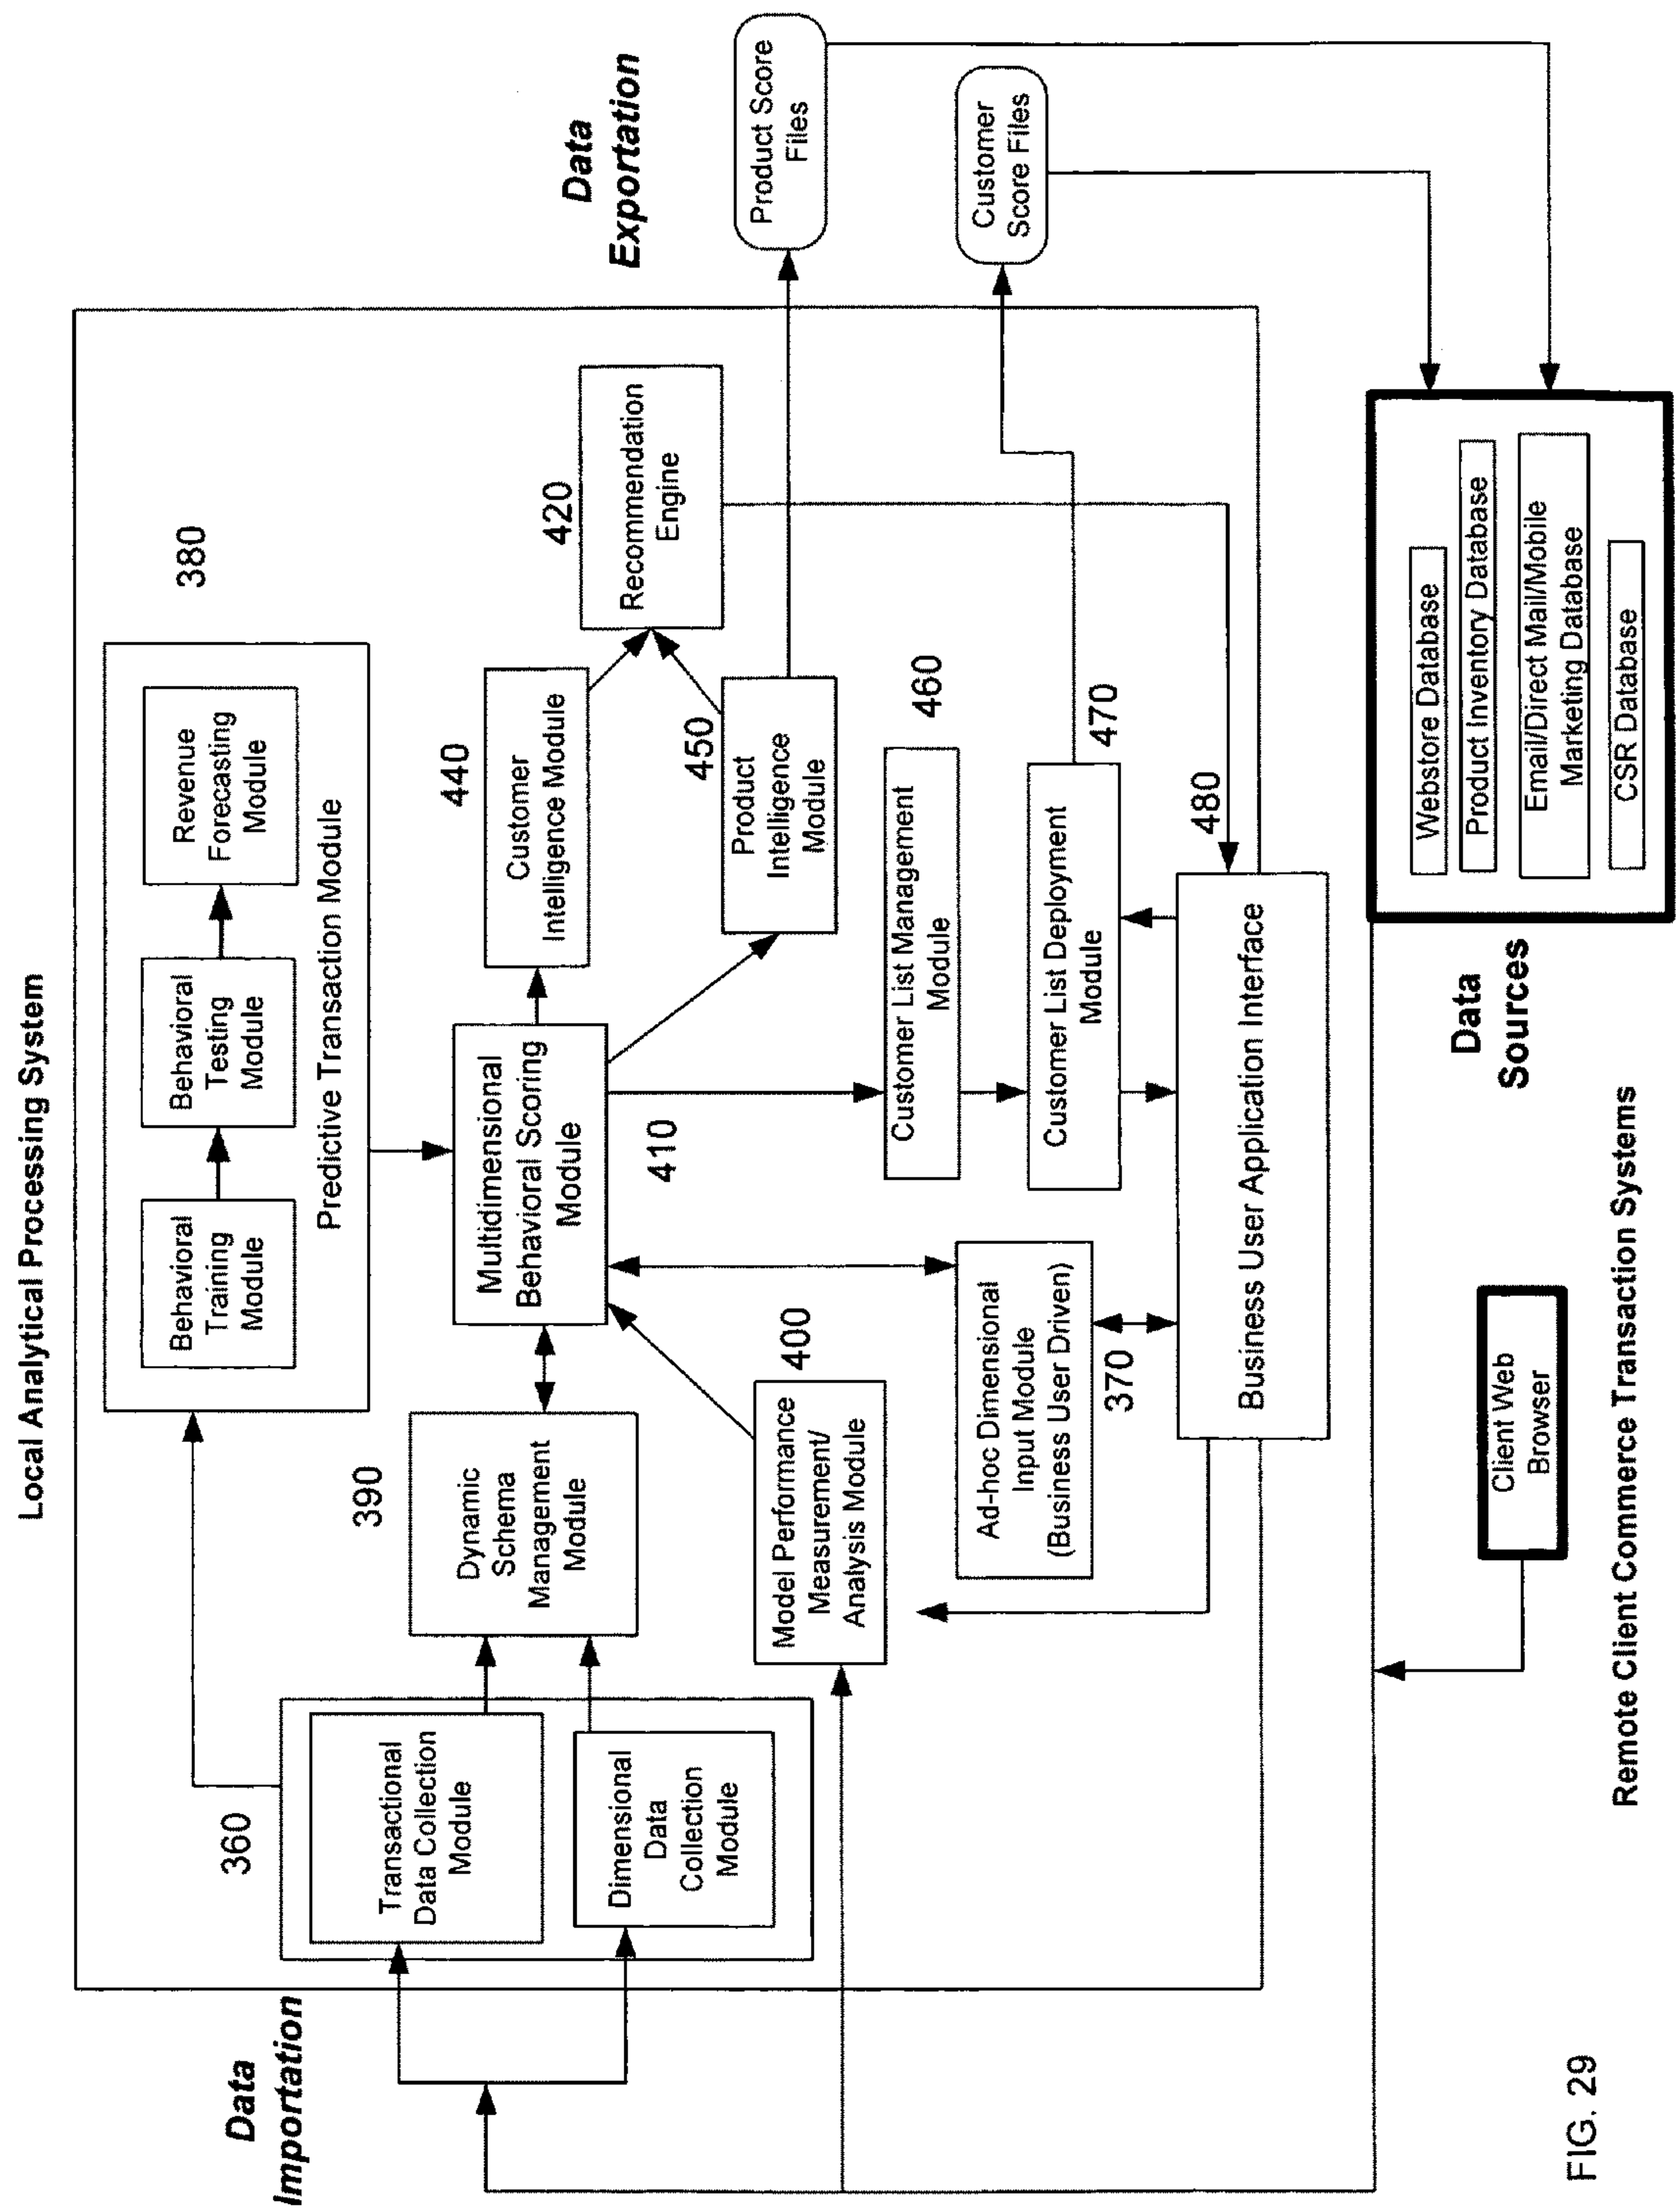 Local Analytical Processing System
Data
Importation
360
Transactional
Data Collection
Module
Dimensional
Data
Collection
Module
Behavioral
Training
Module
Behavioral
Testing
Module
Revenue
Forecasting
Module
Predictive Transaction Module
380
390
Dynamic
Schema
Management
Module
Multidimensional
Behavioral Scoring
Module
410
440
Customer
Intelligence Module
450
Product
Intelligence
Module
420
Recommendation
Engine
Data
Exportation
Product Score
Files
Customer
Score Files
400
Model Performance
Measurement/
Analysis Module
Ad-hoc Dimensional
Input Module
(Business User Driven)
370
460
Customer List Management
Module
470
Customer List Deployment
Module
480
Business User Application Interface
Webstore Database
Product Inventory Database
Email/Direct Mail/Mobile
Marketing Database
CSR Database
Data
Sources
Client Web
Browser
Remote Client Commerce Transaction Systems
FIG. 29